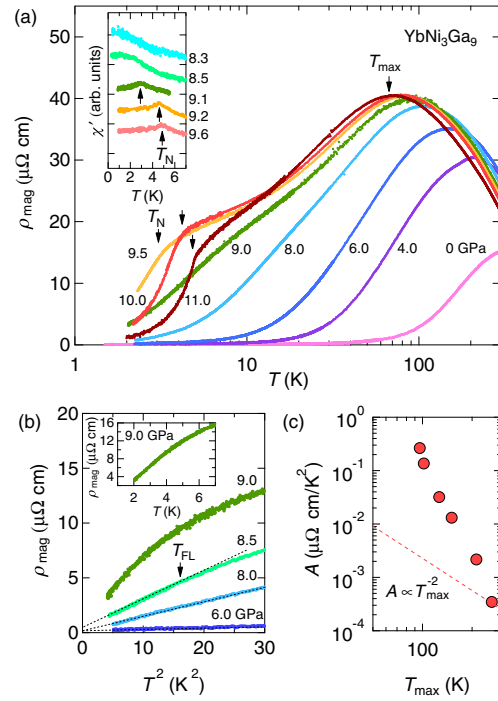 (a)
YbNi3Ga9
χ' (arb. units)
8.3
8.5
9.1
9.2
9.6
TN
0 2 4 6
T (K)
Tmax
ρmag (μΩ cm)
50
40
30
20
10
0
TN
9.5
10.0
11.0
9.0
8.0
6.0
4.0
0 GPa
1 10 100
T (K)
(b)
ρmag (μΩ cm)
20
15
10
5
0
9.0 GPa
ρmag (μΩ cm)
16
12
8
4
2 4 6
T (K)
9.0
TFL
8.5
8.0
6.0 GPa
0 10 20 30
T² (K²)
(c)
A (μΩ cm/K²)
10⁰
10⁻¹
10⁻²
10⁻³
10⁻⁴
A ∝ Tmax⁻²
100
Tmax (K)